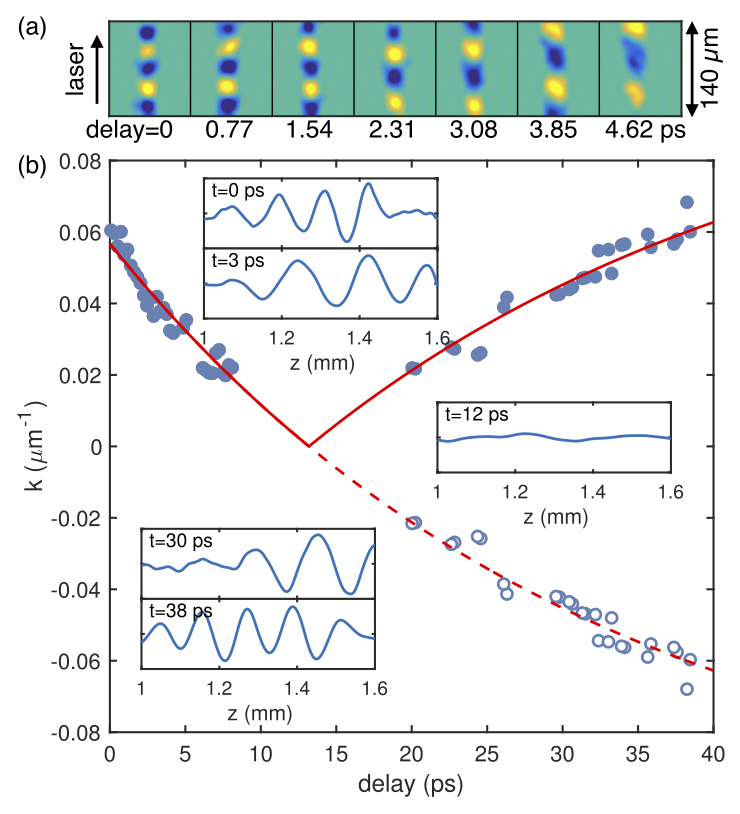 (a)
laser
140 μm
delay=0 0.77 1.54 2.31 3.08 3.85 4.62 ps
(b)
0.08
0.06
0.04
0.02
0
-0.02
-0.04
-0.06
-0.08
k (μm⁻¹)
t=0 ps
t=3 ps
1 1.2 1.4 1.6
z (mm)
t=12 ps
1 1.2 1.4 1.6
z (mm)
t=30 ps
t=38 ps
1 1.2 1.4 1.6
z (mm)
0 5 10 15 20 25 30 35 40
delay (ps)